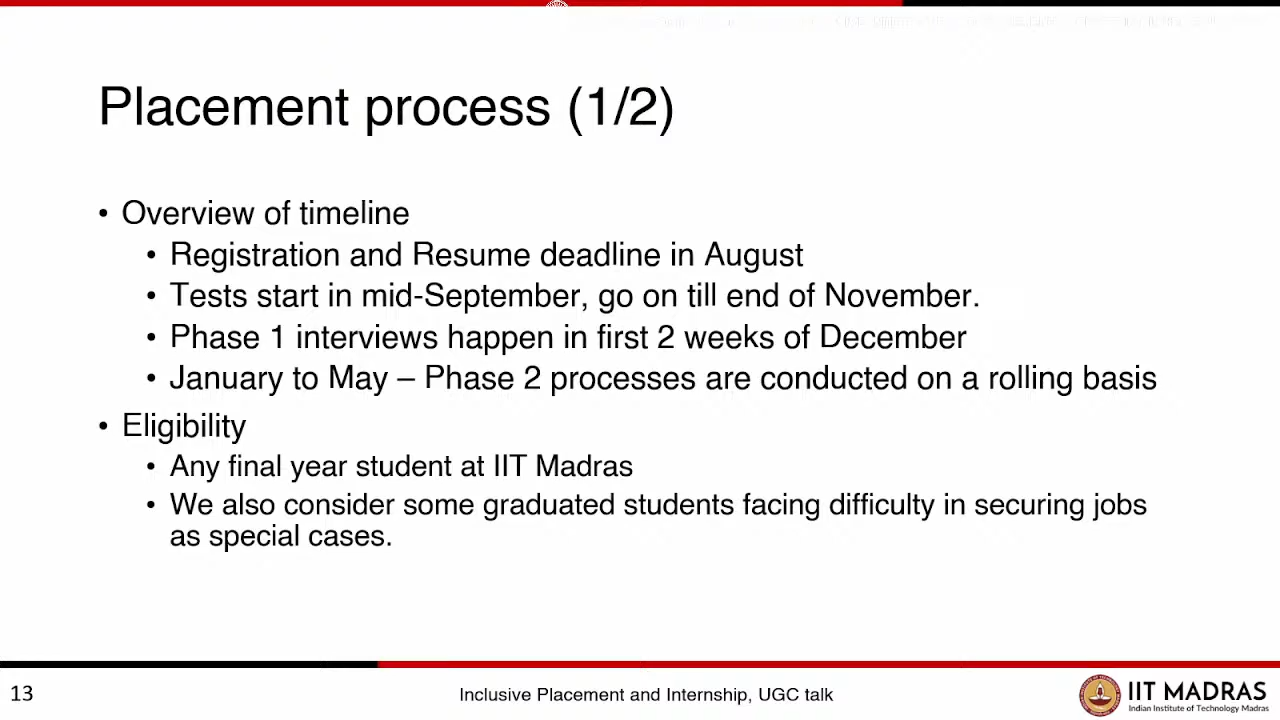 Placement process (1/2)
• Overview of timeline
• Registration and Resume deadline in August
• Tests start in mid-September, go on till end of November.
• Phase 1 interviews happen in first 2 weeks of December
• January to May – Phase 2 processes are conducted on a rolling basis
• Eligibility
• Any final year student at IIT Madras
• We also consider some graduated students facing difficulty in securing jobs
as special cases.
13
Inclusive Placement and Internship, UGC talk
IIT MADRAS
Indian Institute of Technology Madras